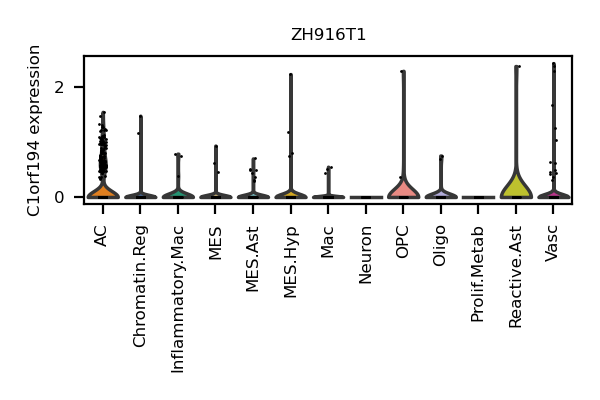 ZH916T1
C1orf194 expression
2
0
AC
Chromatin.Reg
Inflammatory.Mac
MES
MES.Ast
MES.Hyp
Mac
Neuron
OPC
Oligo
Prolif.Metab
Reactive.Ast
Vasc